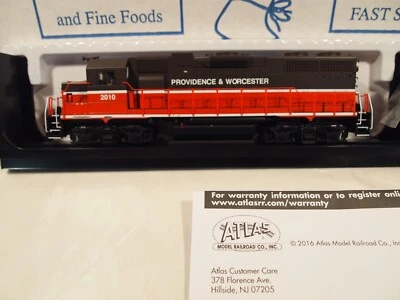 and Fine Foods
FAST S
PROVIDENCE & WORCESTER
2010
For warranty information or to register onlin
www.atlasrr.com/warranty
ATLAS
MODEL RAILROAD CO., INC.
© 2016 Atlas Model Railroad Co., Inc.
Atlas Customer Care
378 Florence Ave.
Hillside, NJ 07205